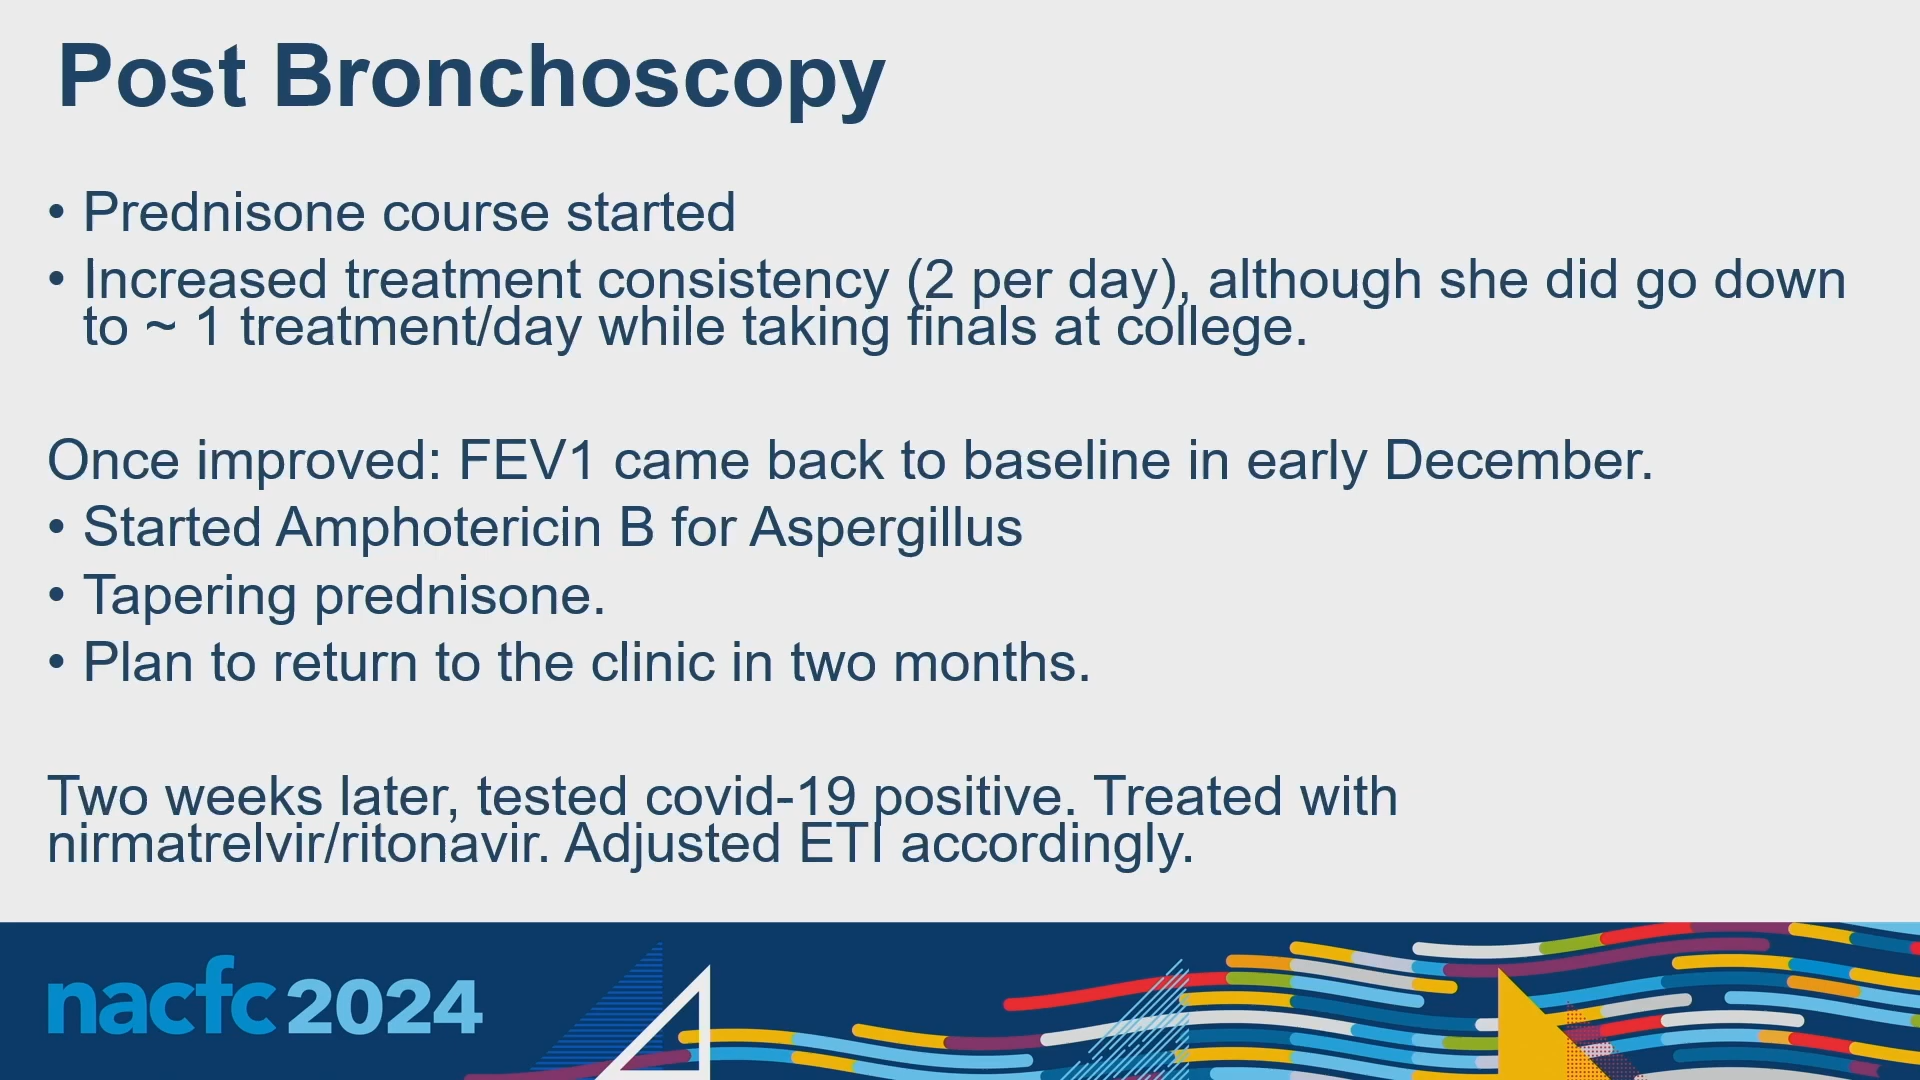 Post Bronchoscopy
• Prednisone course started
• Increased treatment consistency (2 per day), although she did go down
to ~ 1 treatment/day while taking finals at college.
Once improved: FEV1 came back to baseline in early December.
• Started Amphotericin B for Aspergillus
• Tapering prednisone.
• Plan to return to the clinic in two months.
Two weeks later, tested covid-19 positive. Treated with
nirmatrelvir/ritonavir. Adjusted ETI accordingly.
nacfc 2024